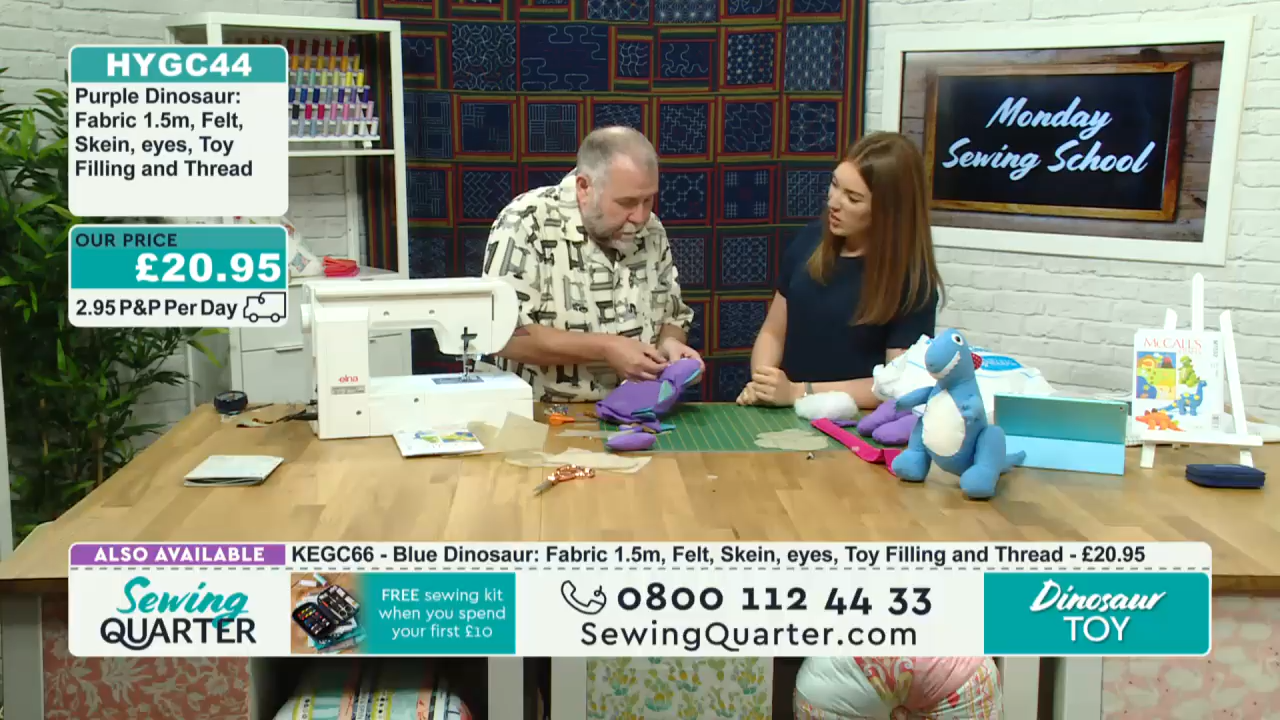 HYGC44
Purple Dinosaur:
Fabric 1.5m, Felt,
Skein, eyes, Toy
Filling and Thread
OUR PRICE
£20.95
2.95 P&P Per Day
Monday
Sewing School
elna
McCALL'S
ALSO AVAILABLE
KEGC66 - Blue Dinosaur: Fabric 1.5m, Felt, Skein, eyes, Toy Filling and Thread - £20.95
Sewing
QUARTER
FREE sewing kit
when you spend
your first £10
0800 112 44 33
SewingQuarter.com
Dinosaur
TOY